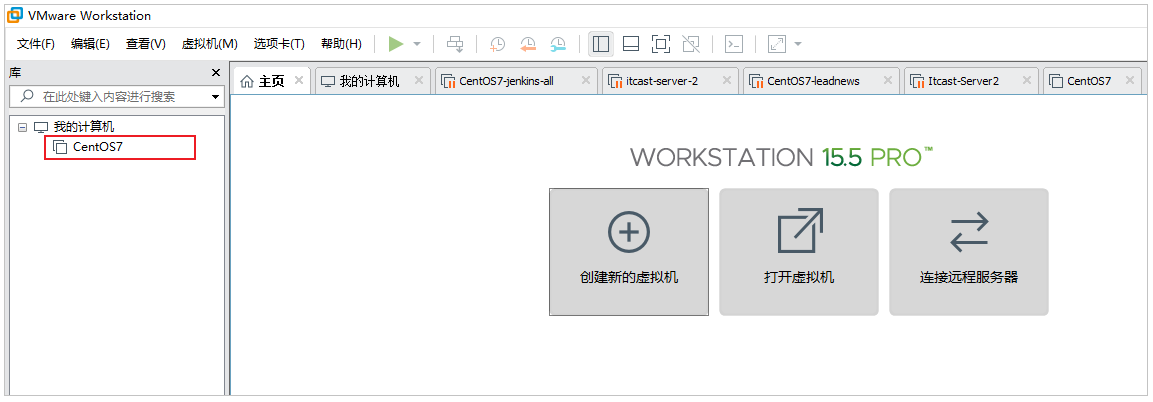 VMware Workstation
文件(F) 编辑(E) 查看(V) 虚拟机(M) 选项卡(T) 帮助(H)
库
主页 我的计算机 CentOS7-jenkins-all itcast-server-2 CentOS7-leadnews Itcast-Server2 CentOS7
在此处键入内容进行搜索
我的计算机
CentOS7
WORKSTATION 15.5 PRO™
创建新的虚拟机 打开虚拟机 连接远程服务器